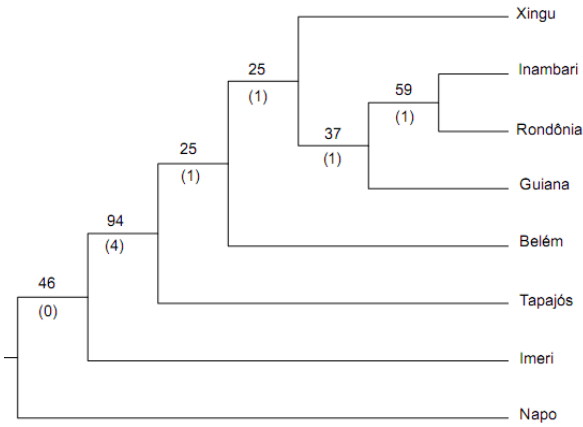 Xingu
25
(1)
Inambari
59
(1)
Rondônia
37
(1)
25
(1)
Guiana
94
(4)
Belém
46
(0)
Tapajós
Imeri
Napo